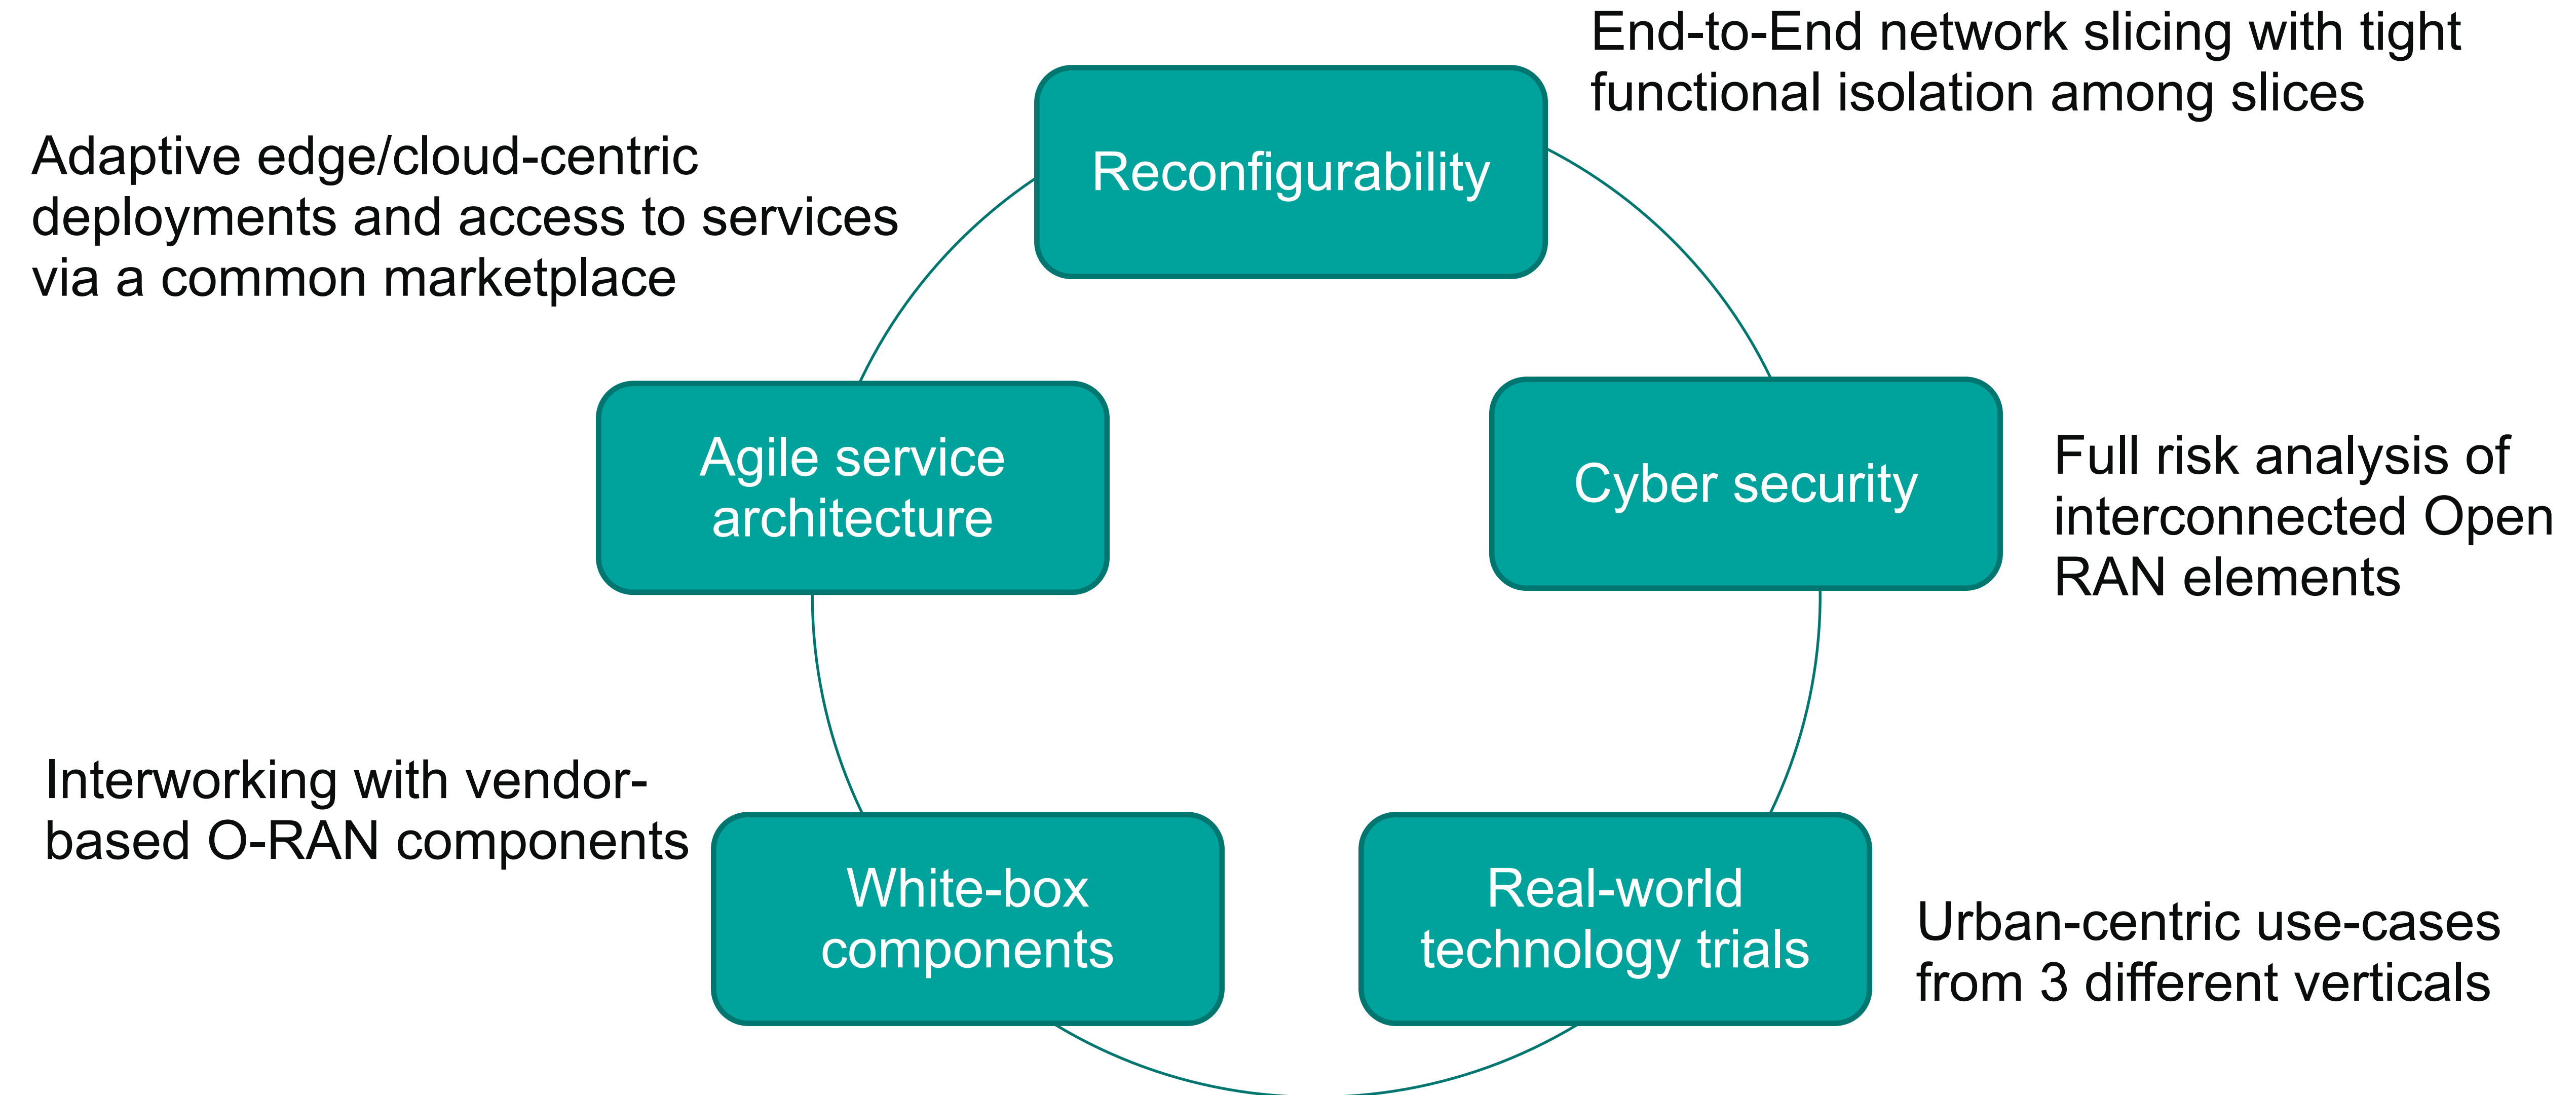 End-to-End network slicing with tight
functional isolation among slices
Reconfigurability
Adaptive edge/cloud-centric
deployments and access to services
via a common marketplace
Agile service
architecture
Cyber security
Full risk analysis of
interconnected Open
RAN elements
Interworking with vendor-
based O-RAN components
White-box
components
Real-world
technology trials
Urban-centric use-cases
from 3 different verticals